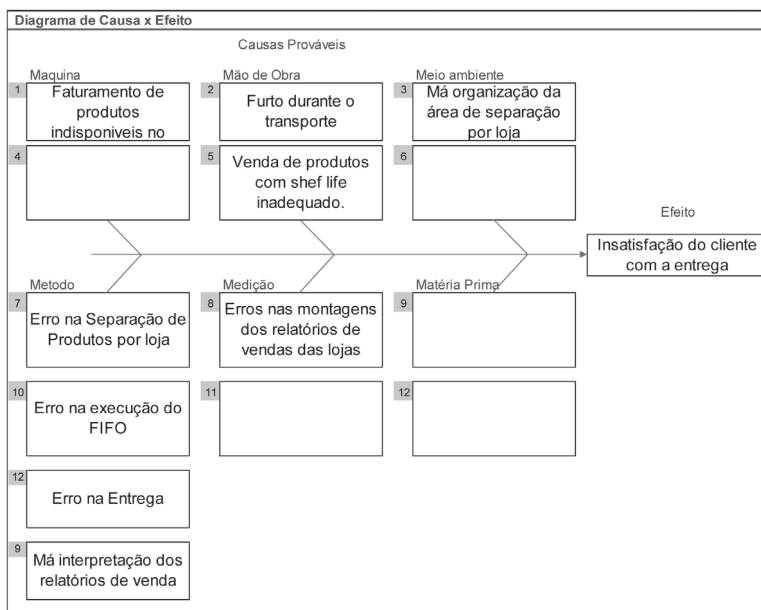 Diagrama de Causa x Efeito
Causas Prováveis
Maquina
Mão de Obra
Meio ambiente
1
Faturamento de
produtos
indisponiveis no
2
Furto durante o
transporte
3
Má organização da
área de separação
por loja
4
5
Venda de produtos
com shef life
inadequado.
6
Efeito
Insatisfação do cliente
com a entrega
Metodo
Medição
Matéria Prima
7
Erro na Separação de
Produtos por loja
8
Erros nas montagens
dos relatórios de
vendas das lojas
9
10
Erro na execução do
FIFO
11
12
12
Erro na Entrega
9
Má interpretação dos
relatórios de venda